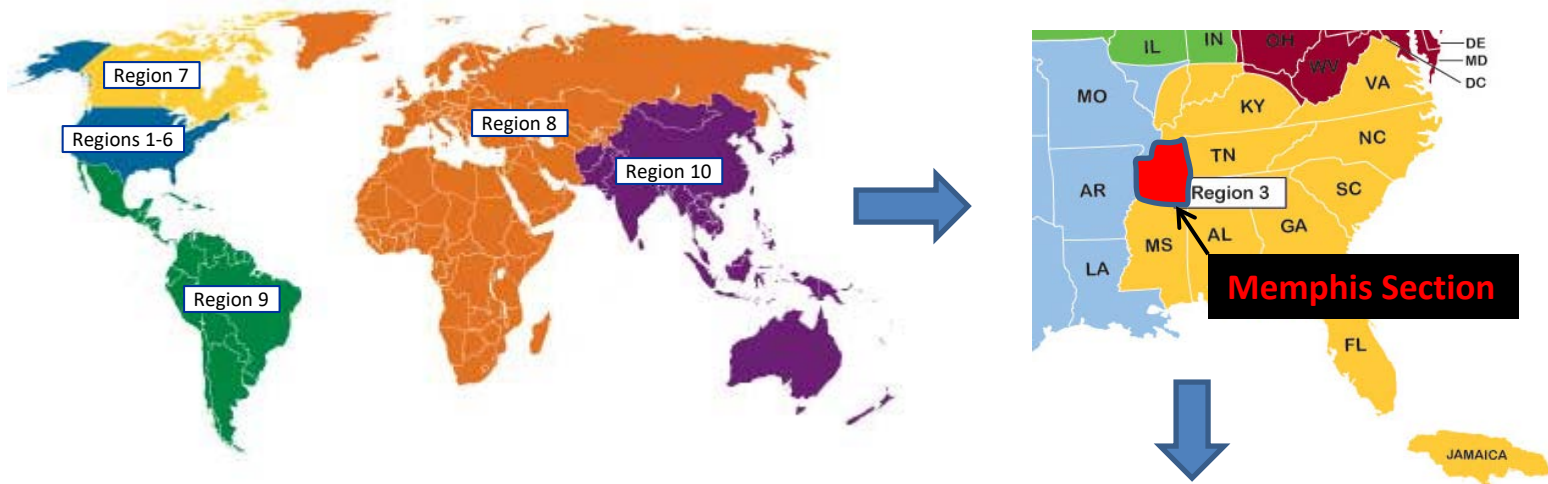 Region 7
Regions 1-6
Region 8
Region 10
Region 9
IL
IN
OH
WV
VA
DE
MD
DC
MO
KY
NC
TN
AR
Region 3
SC
MS
AL
GA
LA
Memphis Section
FL
JAMAICA